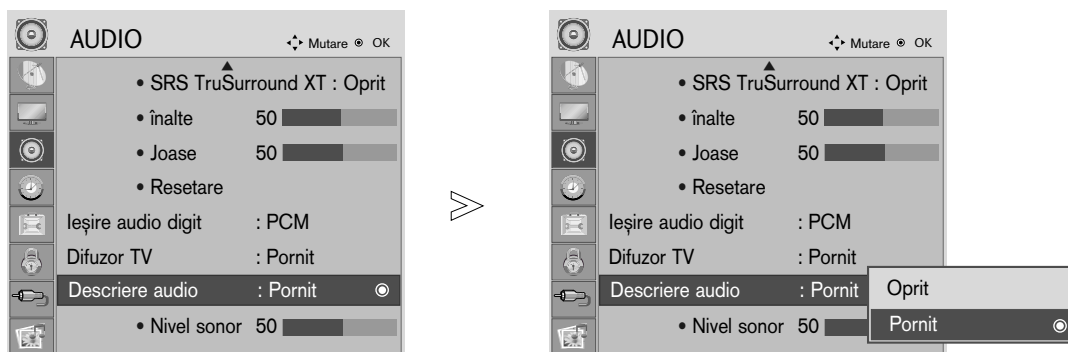 AUDIO
Mutare OK
• SRS TruSurround XT : Oprit
• înalte 50
• Joase 50
• Resetare
Ieşire audio digit : PCM
Difuzor TV : Pornit
Descriere audio : Pornit
• Nivel sonor 50
AUDIO
Mutare OK
• SRS TruSurround XT : Oprit
• înalte 50
• Joase 50
• Resetare
Ieşire audio digit : PCM
Difuzor TV : Pornit
Descriere audio : Pornit
• Nivel sonor 50
Oprit
Pornit